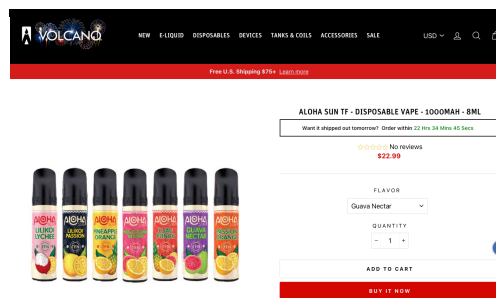 VOLCANO
NEW E-LIQUID DISPOSABLES DEVICES TANKS & COILS ACCESSORIES SALE
USD
Free U.S. Shipping $75+ Learn more
ALOHA SUN TF - DISPOSABLE VAPE - 1000MAH - 8ML
Want it shipped out tomorrow? Order within 22 Hrs 34 Mins 45 Secs
No reviews
$22.99
FLAVOR
Guava Nectar
QUANTITY
− 1 +
ADD TO CART
BUY IT NOW
ALOHA ALOHA ALOHA ALOHA ALOHA ALOHA ALOHA
LILIKOI LYCHEE
LILIKOI PASSION
PINEAPPLE ORANGE
GUAVA NECTAR